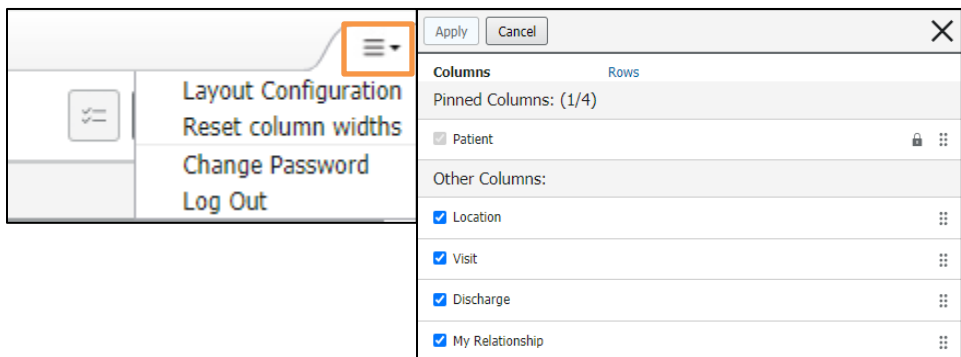 Layout Configuration
Reset column widths
Change Password
Log Out
Apply Cancel
Columns Rows
Pinned Columns: (1/4)
Patient
Other Columns:
Location
Visit
Discharge
My Relationship